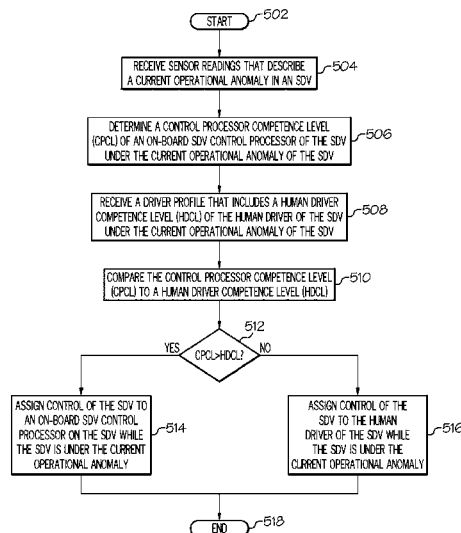 START
502
RECEIVE SENSOR READINGS THAT DESCRIBE
A CURRENT OPERATIONAL ANOMALY IN AN SDV
504
DETERMINE A CONTROL PROCESSOR COMPETENCE LEVEL
(CPCL) OF AN ON-BOARD SDV CONTROL PROCESSOR OF THE SDV
UNDER THE CURRENT OPERATIONAL ANOMALY OF THE SDV
506
RECEIVE A DRIVER PROFILE THAT INCLUDES A HUMAN DRIVER
COMPETENCE LEVEL (HDCL) OF THE HUMAN DRIVER OF THE SDV
UNDER THE CURRENT OPERATIONAL ANOMALY OF THE SDV
508
COMPARE THE CONTROL PROCESSOR COMPETENCE LEVEL
(CPCL) TO A HUMAN DRIVER COMPETENCE LEVEL (HDCL)
510
512
YES
CPCL>HDCL?
NO
ASSIGN CONTROL OF THE SDV TO
AN ON-BOARD SDV CONTROL
PROCESSOR ON THE SDV WHILE
THE SDV IS UNDER THE CURRENT
OPERATIONAL ANOMALY
514
ASSIGN CONTROL OF THE
SDV TO THE HUMAN
DRIVER OF THE SDV WHILE
THE SDV IS UNDER THE
CURRENT OPERATIONAL
ANOMALY
516
END
518